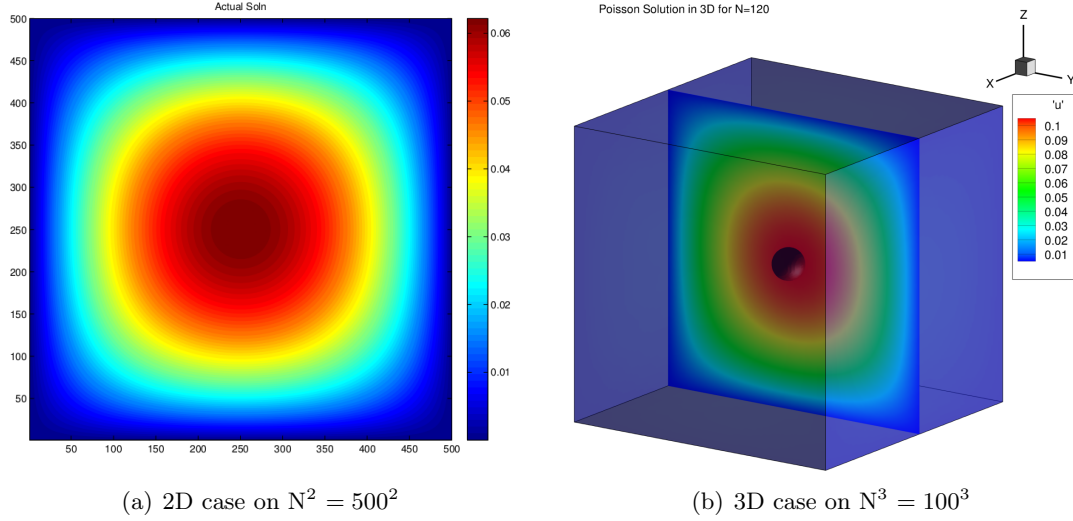 Actual Soln
500
450
400
350
300
250
200
150
100
50
50 100 150 200 250 300 350 400 450 500
0.06
0.05
0.04
0.03
0.02
0.01
(a) 2D case on N² = 500²
Poisson Solution in 3D for N=120
Z
X
Y
'u'
0.1
0.09
0.08
0.07
0.06
0.05
0.04
0.03
0.02
0.01
(b) 3D case on N³ = 100³